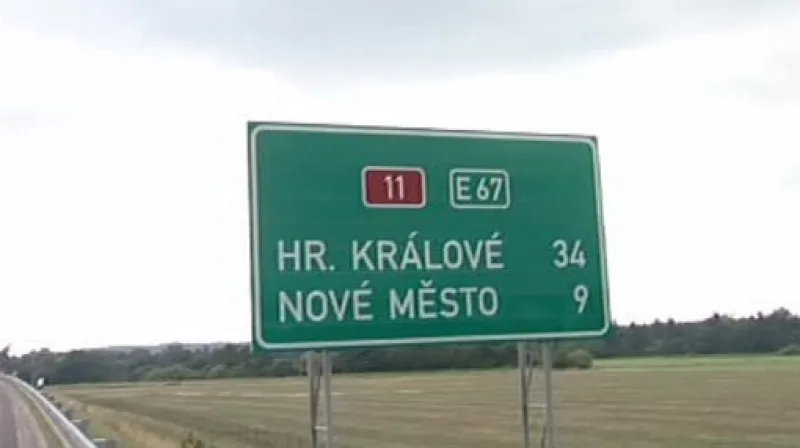 11 E 67
HR. KRÁLOVÉ 34
NOVÉ MĚSTO 9